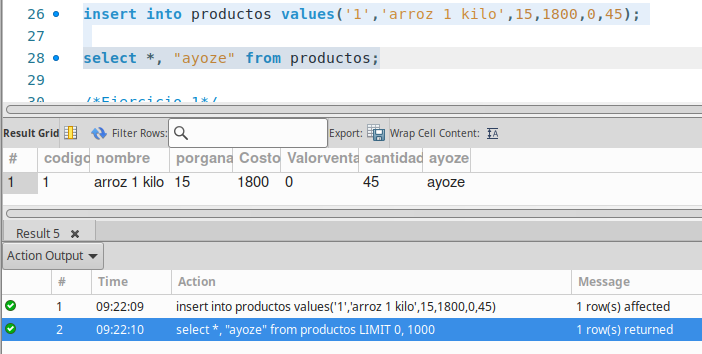 26 insert into productos values('1','arroz 1 kilo',15,1800,0,45);
27
28 select *, "ayoze" from productos;
29
30 /*Ejercicio 1*/
Result Grid Filter Rows: Export: Wrap Cell Content:
# codigo nombre porgana Costo Valorventa cantidad ayoze
1 1 arroz 1 kilo 15 1800 0 45 ayoze
Result 5
Action Output
# Time Action Message
1 09:22:09 insert into productos values('1','arroz 1 kilo',15,1800,0,45) 1 row(s) affected
2 09:22:10 select *, "ayoze" from productos LIMIT 0, 1000 1 row(s) returned